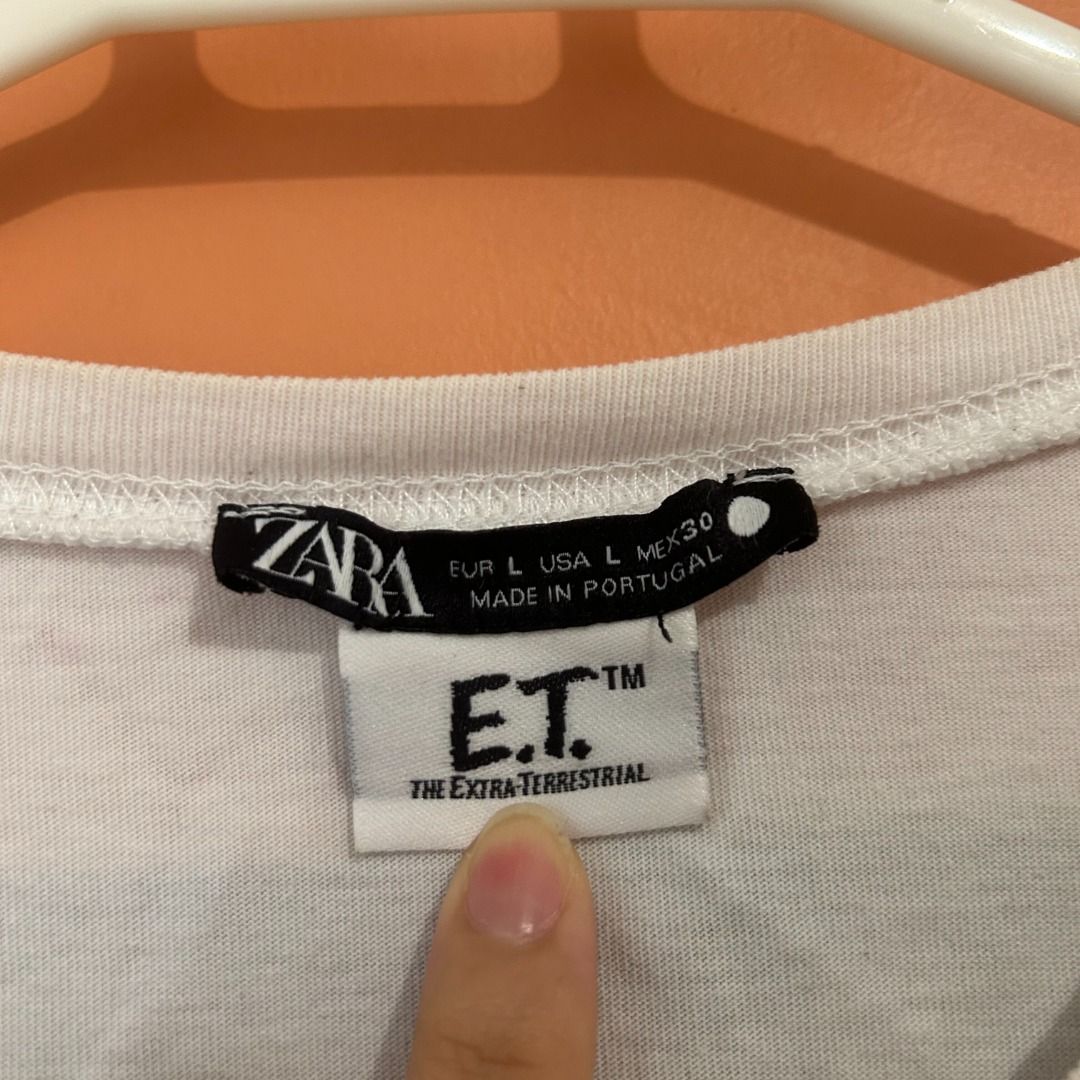 ZARA
EUR L USA L MEX 30
MADE IN PORTUGAL
E.T.™
THE EXTRA-TERRESTRIAL